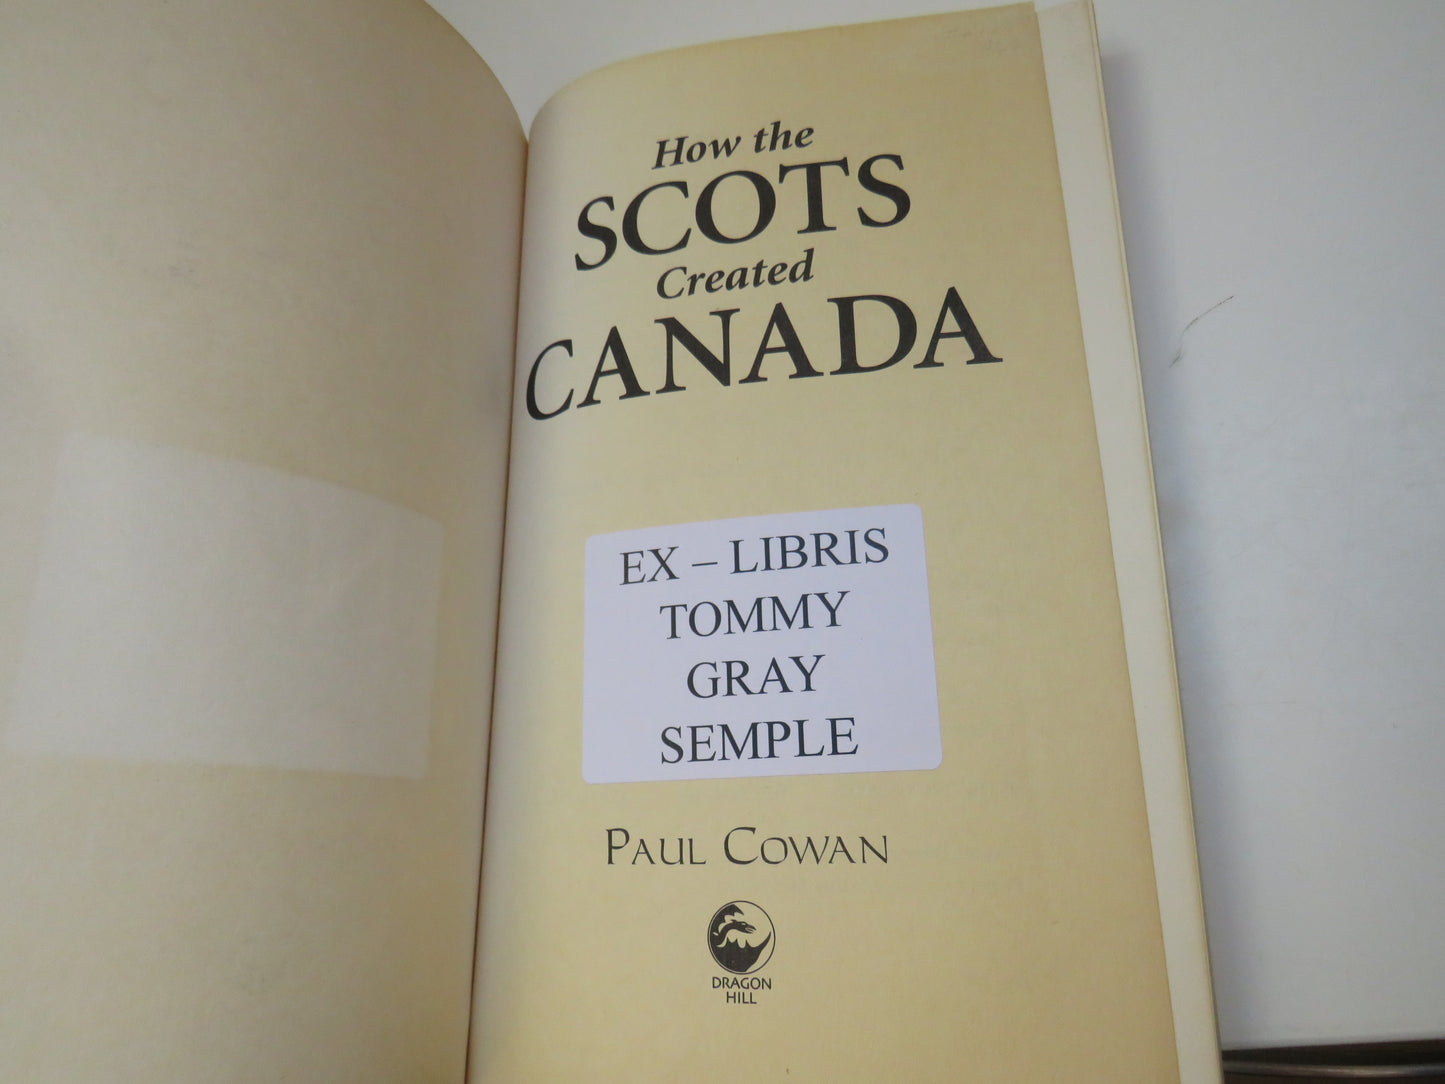 How the
SCOTS
Created
CANADA
EX – LIBRIS
TOMMY
GRAY
SEMPLE
PAUL COWAN
DRAGON
HILL